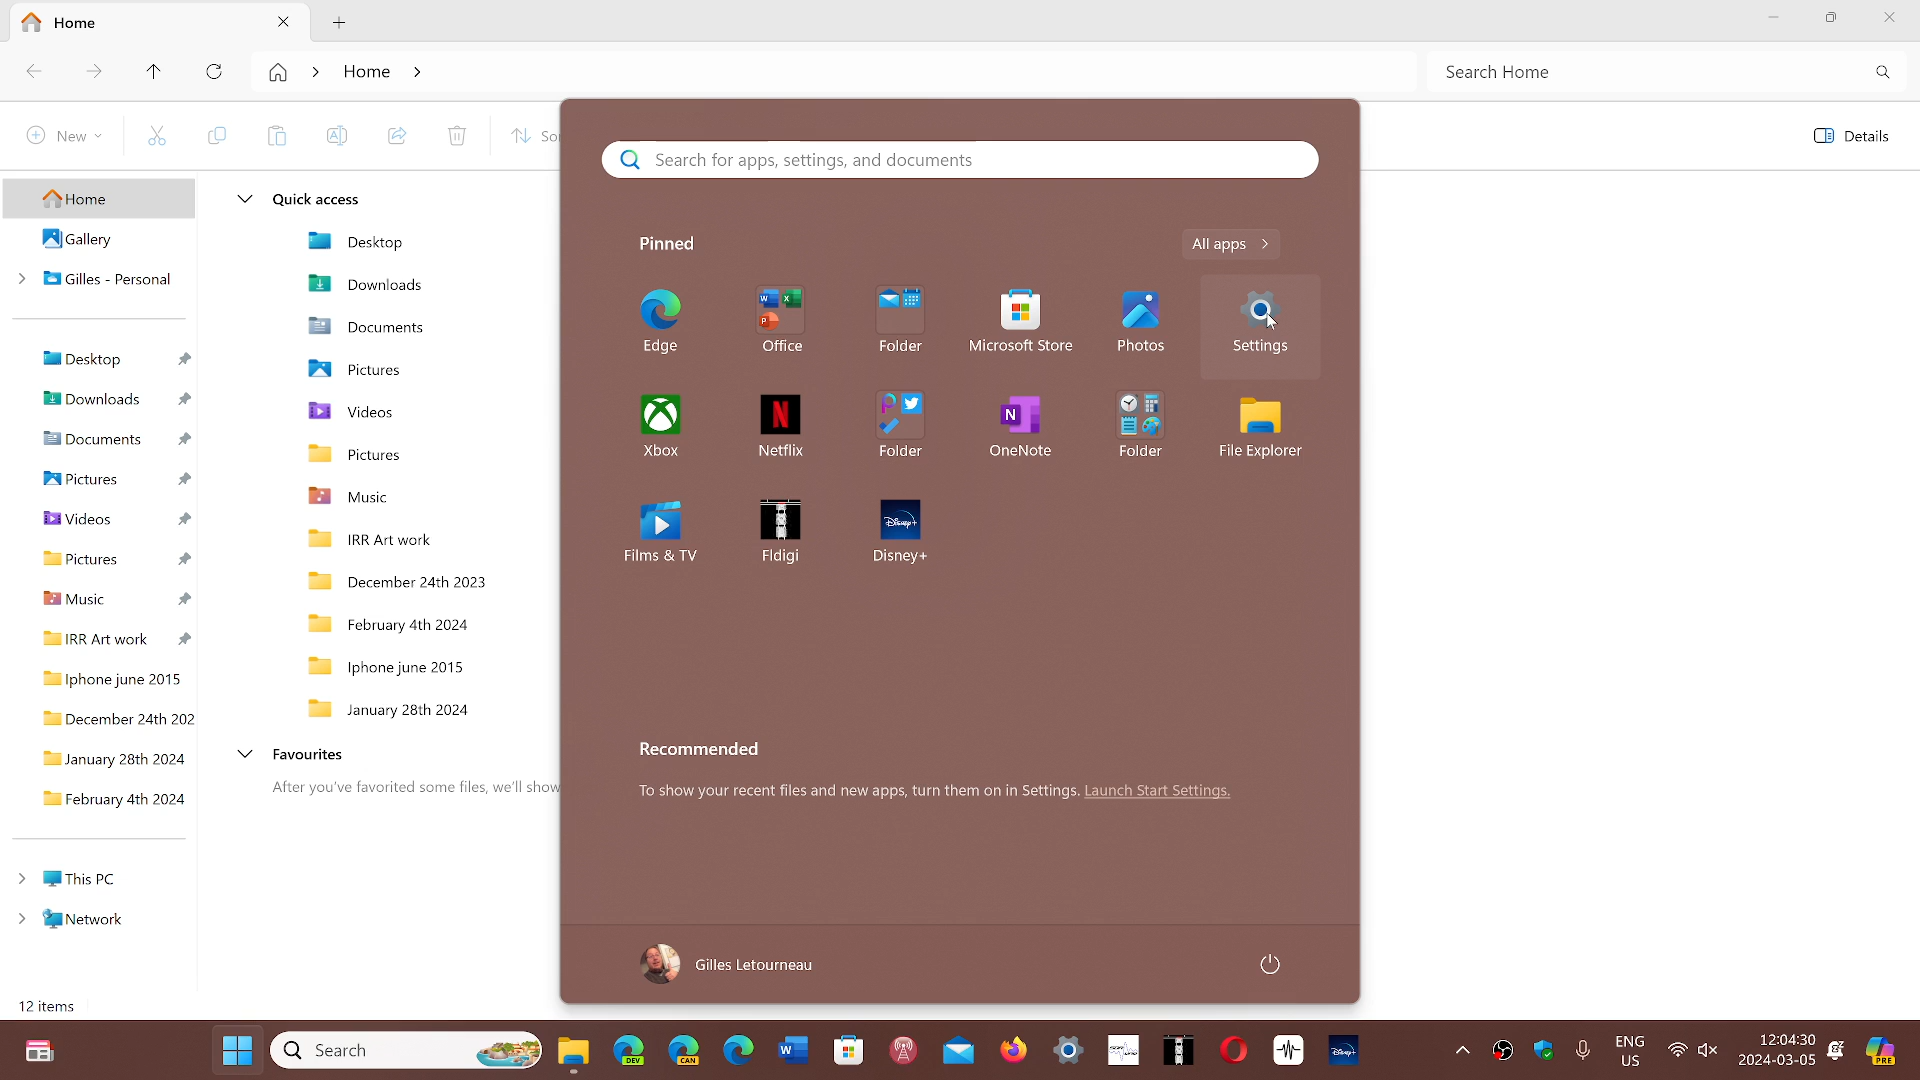 Home
Home
Search Home
New
Details
Search for apps, settings, and documents
Home
Gallery
Gilles - Personal
Desktop
Downloads
Documents
Pictures
Videos
Pictures
Music
IRR Art work
Iphone june 2015
December 24th 202
January 28th 2024
February 4th 2024
This PC
Network
12 items
Quick access
Desktop
Downloads
Documents
Pictures
Videos
Pictures
Music
IRR Art work
December 24th 2023
February 4th 2024
Iphone june 2015
January 28th 2024
Favourites
After you've favorited some files, we'll show
Pinned
All apps
Edge
Office
Folder
Microsoft Store
Photos
Settings
Xbox
Netflix
Folder
OneNote
Folder
File Explorer
Films & TV
Fldigi
Disney+
Recommended
To show your recent files and new apps, turn them on in Settings. Launch Start Settings.
Gilles Letourneau
Search
DEV
CAN
ENG
US
12:04:30
2024-03-05
PRE